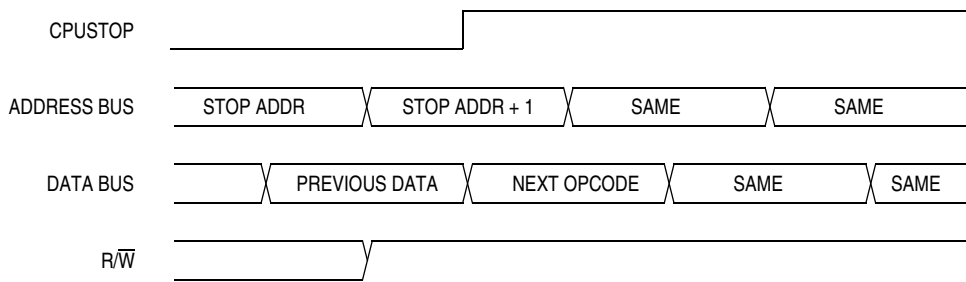 CPUSTOP
ADDRESS BUS STOP ADDR STOP ADDR + 1 SAME SAME
DATA BUS PREVIOUS DATA NEXT OPCODE SAME SAME
R/W̅